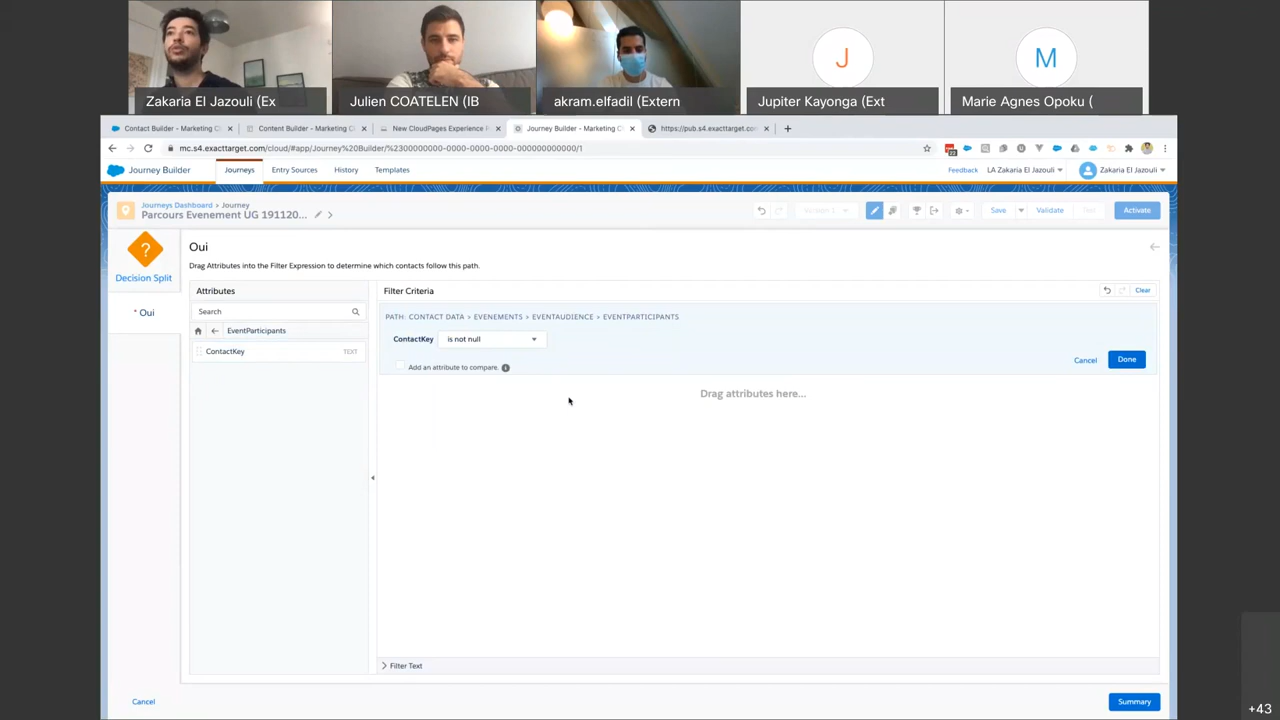 Zakaria El Jazouli (Ex
Julien COATELEN (IB
akram.elfadil (Extern
J
Jupiter Kayonga (Ext
M
Marie Agnes Opoku (
Contact Builder - Marketing C
Content Builder - Marketing C
New CloudPages Experience
Journey Builder - Marketing C
https://pub.s4.exacttarget.co
mc.s4.exacttarget.com/cloud/#app/Journey%20Builder/%2300000000-0000-0000-0000-000000000000/1
Journey Builder
Journeys
Entry Sources
History
Templates
Feedback
LA Zakaria El Jazouli
Zakaria El Jazouli
Journeys Dashboard > Journey
Parcours Evenement UG 191120...
Version 1
Save
Validate
Test
Activate
?
Decision Split
* Oui
Oui
Drag Attributes into the Filter Expression to determine which contacts follow this path.
Attributes
Search
EventParticipants
ContactKey
TEXT
Filter Criteria
Clear
PATH: CONTACT DATA > EVENEMENTS > EVENTAUDIENCE > EVENTPARTICIPANTS
ContactKey
is not null
Add an attribute to compare.
Cancel
Done
Drag attributes here...
Filter Text
Cancel
Summary
+43